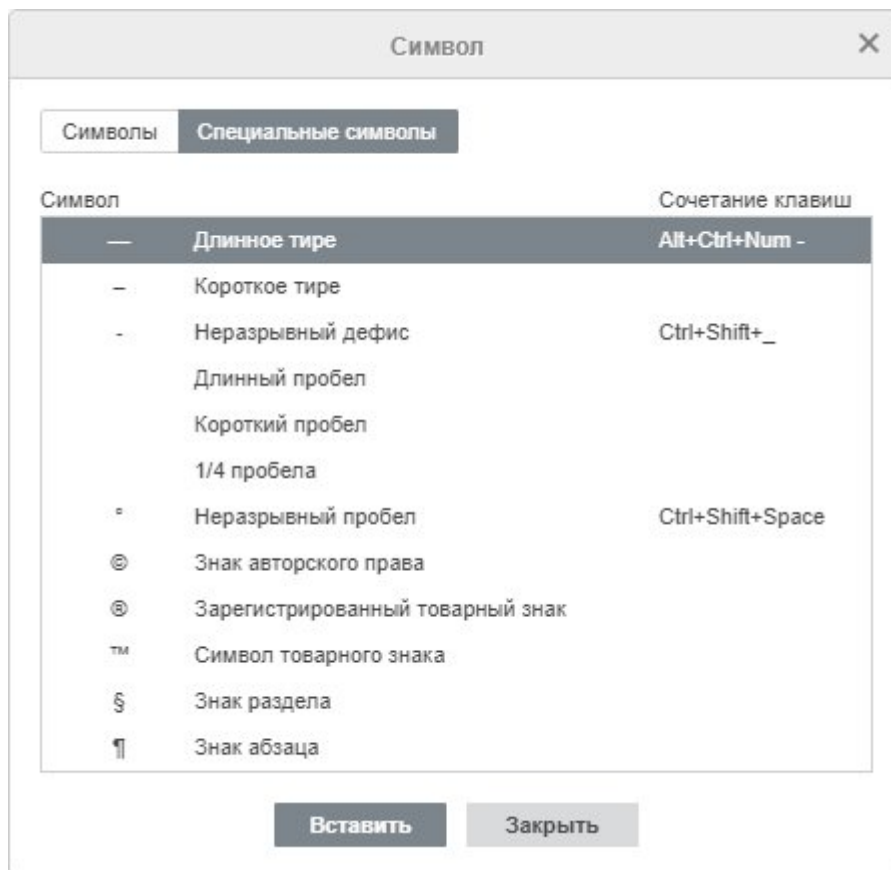 Символ ×
Символы Специальные символы
Символ Сочетание клавиш
— Длинное тире Alt+Ctrl+Num -
– Короткое тире
- Неразрывный дефис Ctrl+Shift+_
Длинный пробел
Короткий пробел
1/4 пробела
° Неразрывный пробел Ctrl+Shift+Space
© Знак авторского права
® Зарегистрированный товарный знак
™ Символ товарного знака
§ Знак раздела
¶ Знак абзаца
Вставить Закрыть